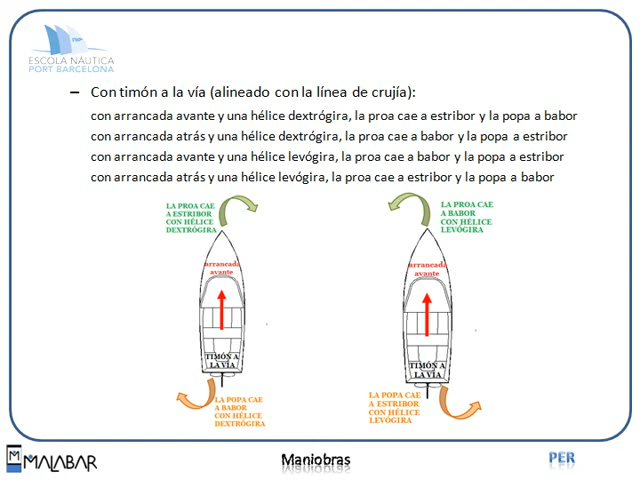 ESCOLA NÀUTICA
PORT BARCELONA
– Con timón a la vía (alineado con la línea de crujía):
con arrancada avante y una hélice dextrógira, la proa cae a estribor y la popa a babor
con arrancada atrás y una hélice dextrógira, la proa cae a babor y la popa a estribor
con arrancada avante y una hélice levógira, la proa cae a babor y la popa a estribor
con arrancada atrás y una hélice levógira, la proa cae a estribor y la popa a babor
LA PROA CAE
A ESTRIBOR
CON HÉLICE
DEXTRÓGIRA
LA PROA CAE
A BABOR
CON HÉLICE
LEVÓGIRA
arrancada
avante
arrancada
avante
TIMÓN A
LA VÍA
TIMÓN A
LA VÍA
LA POPA CAE
A BABOR
CON HÉLICE
DEXTRÓGIRA
LA POPA CAE
A ESTRIBOR
CON HÉLICE
LEVÓGIRA
MALABAR
Maniobras
PER